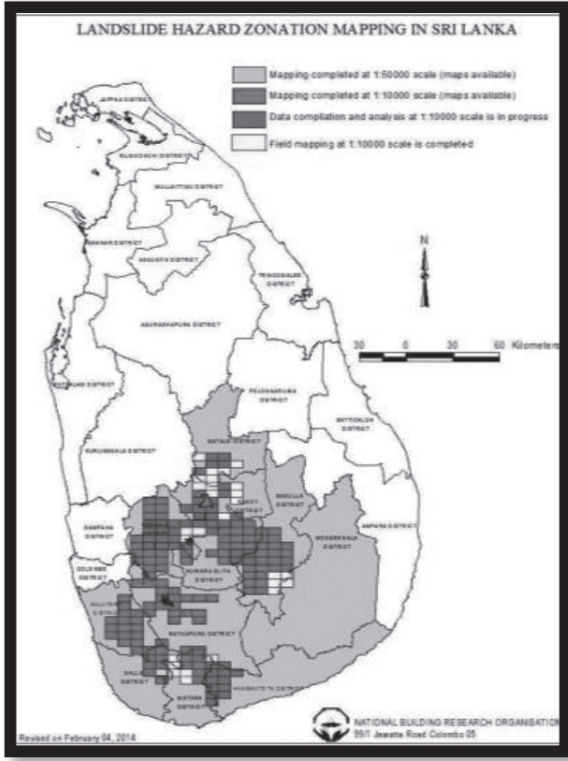 LANDSLIDE HAZARD ZONATION MAPPING IN SRI LANKA
Mapping completed at 1:50000 scale (maps available)
Mapping completed at 1:10000 scale (maps available)
Data compilation and analysis at 1:10000 scale is in progress
Field mapping at 1:10000 scale is completed
JAFFNA DISTRICT
KILINOCHCHI DISTRICT
MULLAITIVU DISTRICT
MANNAR DISTRICT
VAVUNIYA DISTRICT
TRINCOMALEE
DISTRICT
N
ANURADHAPURA DISTRICT
30 0 30 60 Kilometers
PUTTALAM DISTRICT
POLONNARUWA
DISTRICT
BATTICALOA
DISTRICT
KURUNEGALA DISTRICT
MATALE DISTRICT
KANDY
DISTRICT
BADULLA
DISTRICT
GAMPAHA
DISTRICT
AMPARA DISTRICT
MONARAGALA
DISTRICT
COLOMBO
DISTRICT
NUWARA ELIYA
DISTRICT
KALUTARA
DISTRICT
RATNAPURA DISTRICT
GALLE
DISTRICT
HAMBANTOTA DISTRICT
MATARA
DISTRICT
NATIONAL BUILDING RESEARCH ORGANISATION
99/1 Jawatta Road Colombo 05
Revised on February 04, 2014